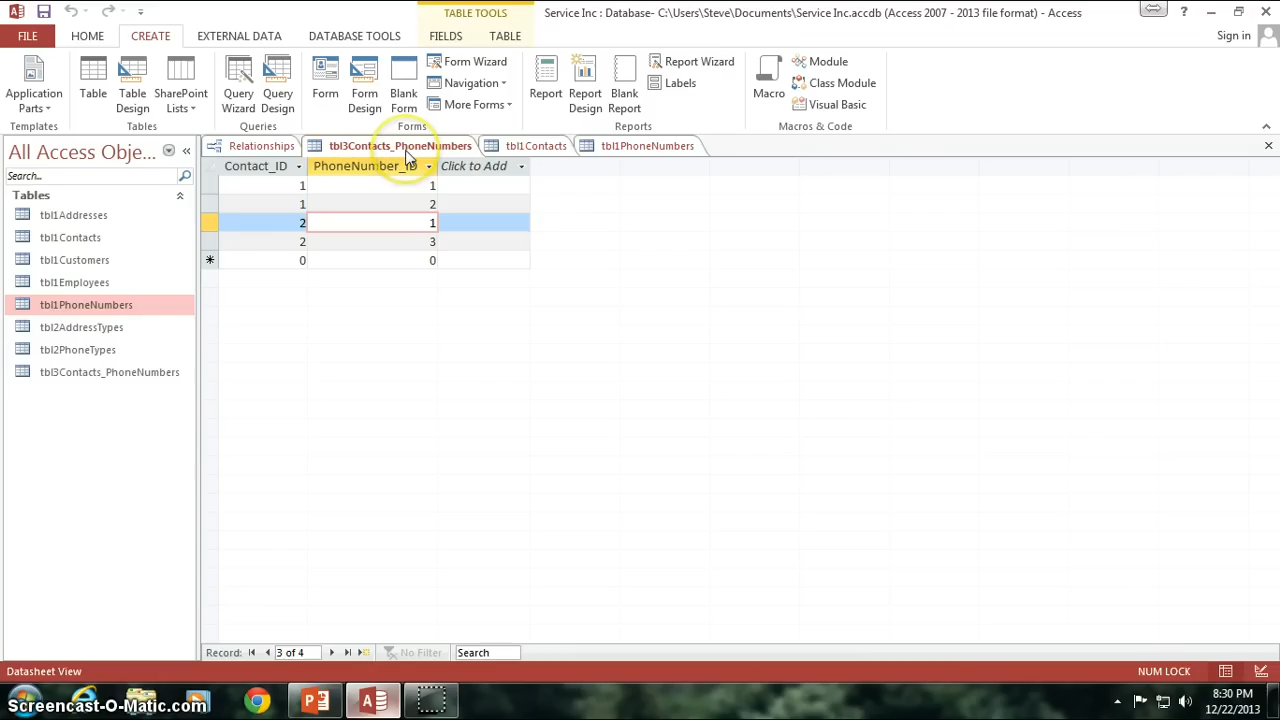 TABLE TOOLS
Service Inc : Database- C:\Users\Steve\Documents\Service Inc.accdb (Access 2007 - 2013 file format) - Access
FILE HOME CREATE EXTERNAL DATA DATABASE TOOLS FIELDS TABLE Sign in
Application Parts
Table
Table Design
SharePoint Lists
Query Wizard
Query Design
Form
Form Design
Blank Form
Form Wizard
Navigation
More Forms
Report
Report Design
Blank Report
Report Wizard
Labels
Macro
Module
Class Module
Visual Basic
Templates Tables Queries Forms Reports Macros & Code
All Access Obje...
Search..
Tables
tbl1Addresses
tbl1Contacts
tbl1Customers
tbl1Employees
tbl1PhoneNumbers
tbl2AddressTypes
tbl2PhoneTypes
tbl3Contacts_PhoneNumbers
Relationships tbl3Contacts_PhoneNumbers tbl1Contacts tbl1PhoneNumbers
Contact_ID PhoneNumber_ID Click to Add
1 1
1 2
2 1
2 3
0 0
Record: 3 of 4 No Filter Search
Datasheet View NUM LOCK
Screencast-O-Matic.com
8:30 PM
12/22/2013